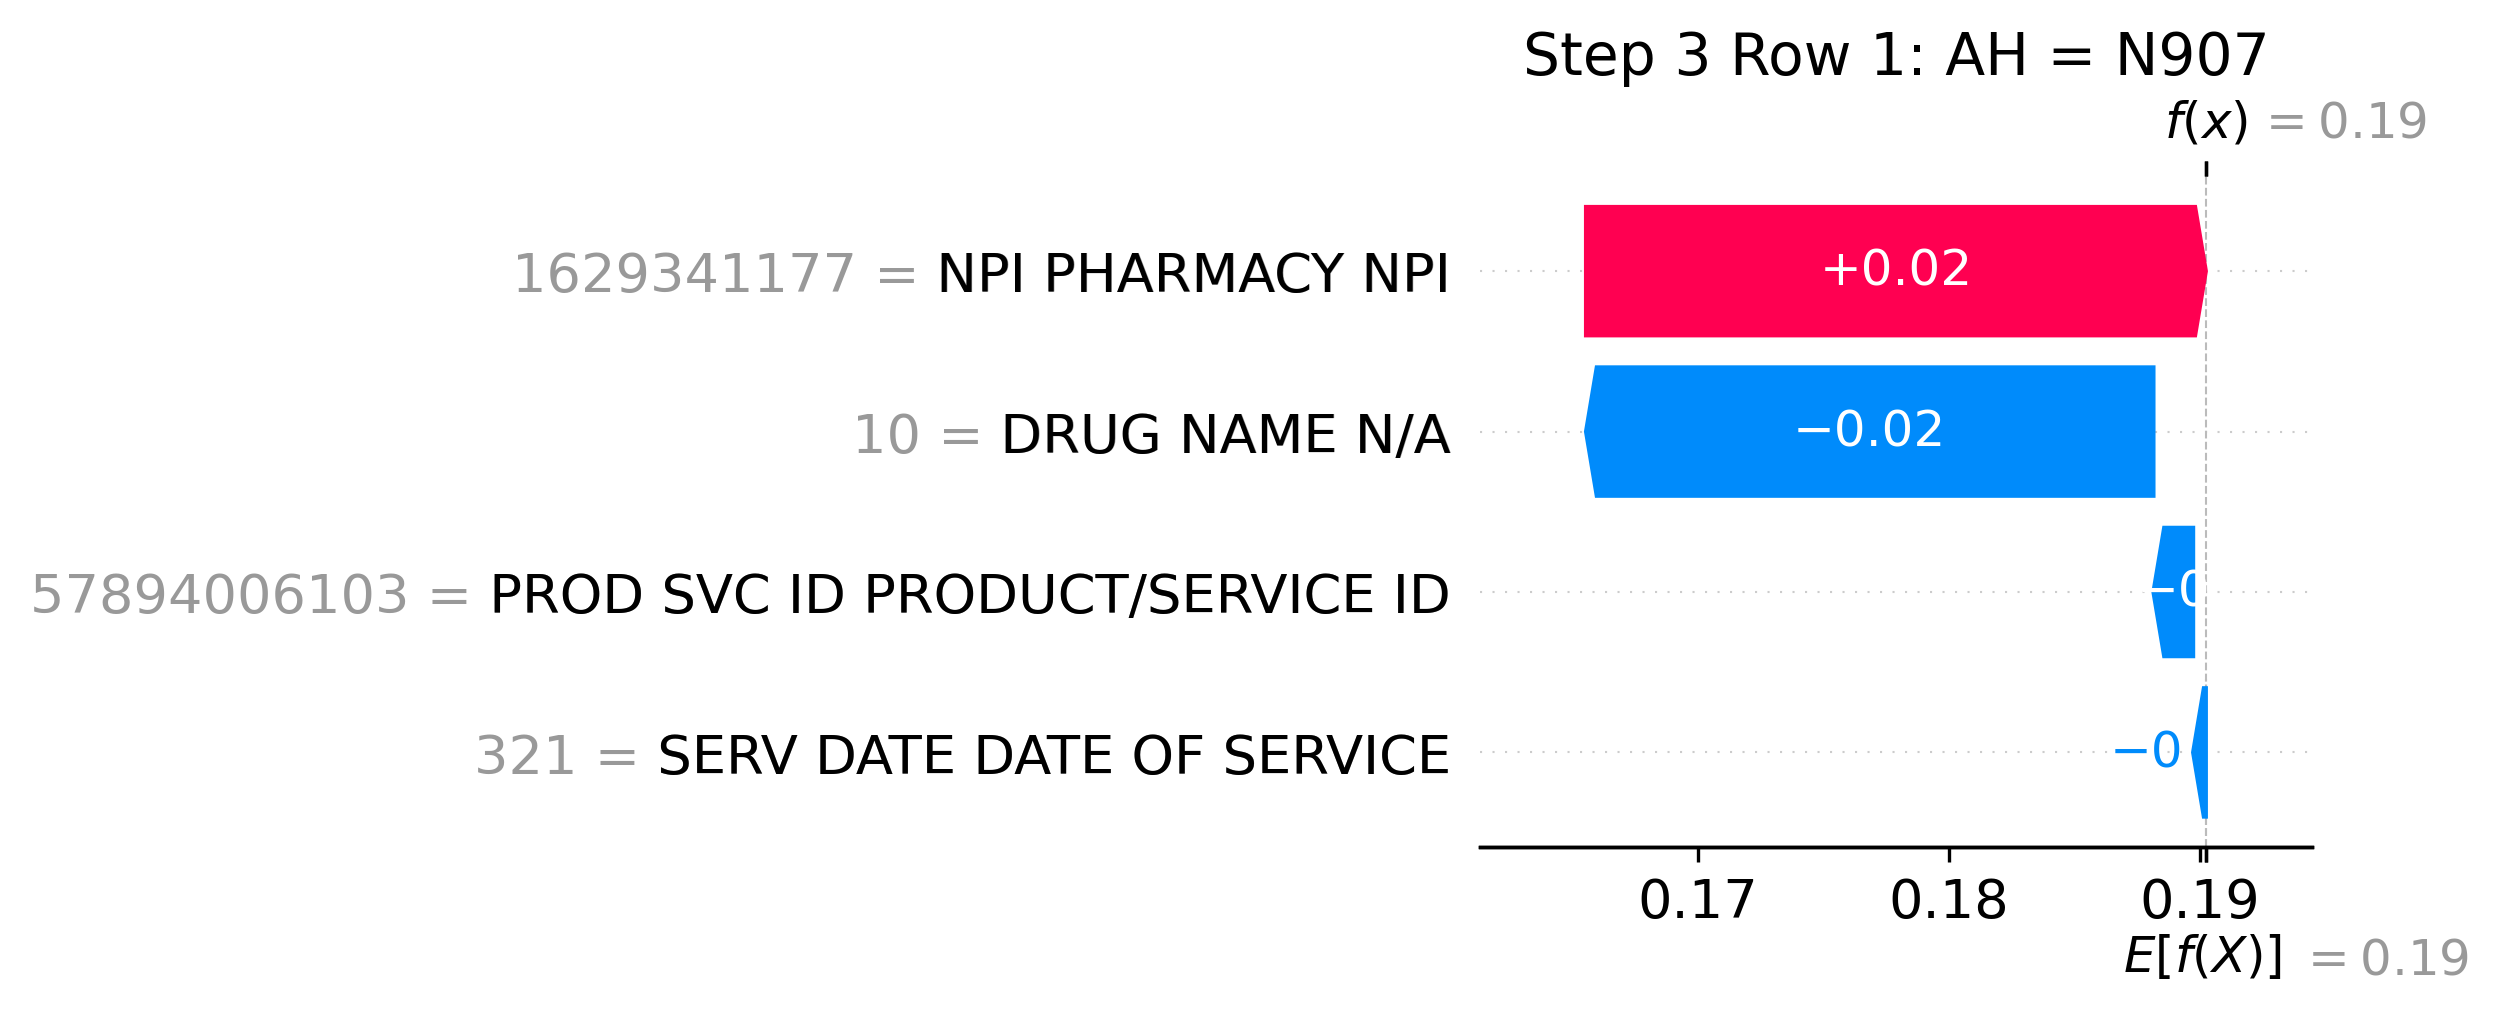 Step 3 Row 1: AH = N907
f(x) = 0.19
1629341177 = NPI PHARMACY NPI
+0.02
10 = DRUG NAME N/A
−0.02
57894006103 = PROD SVC ID PRODUCT/SERVICE ID
−0
321 = SERV DATE DATE OF SERVICE
−0
0.17 0.18 0.19
E[f(X)] = 0.19